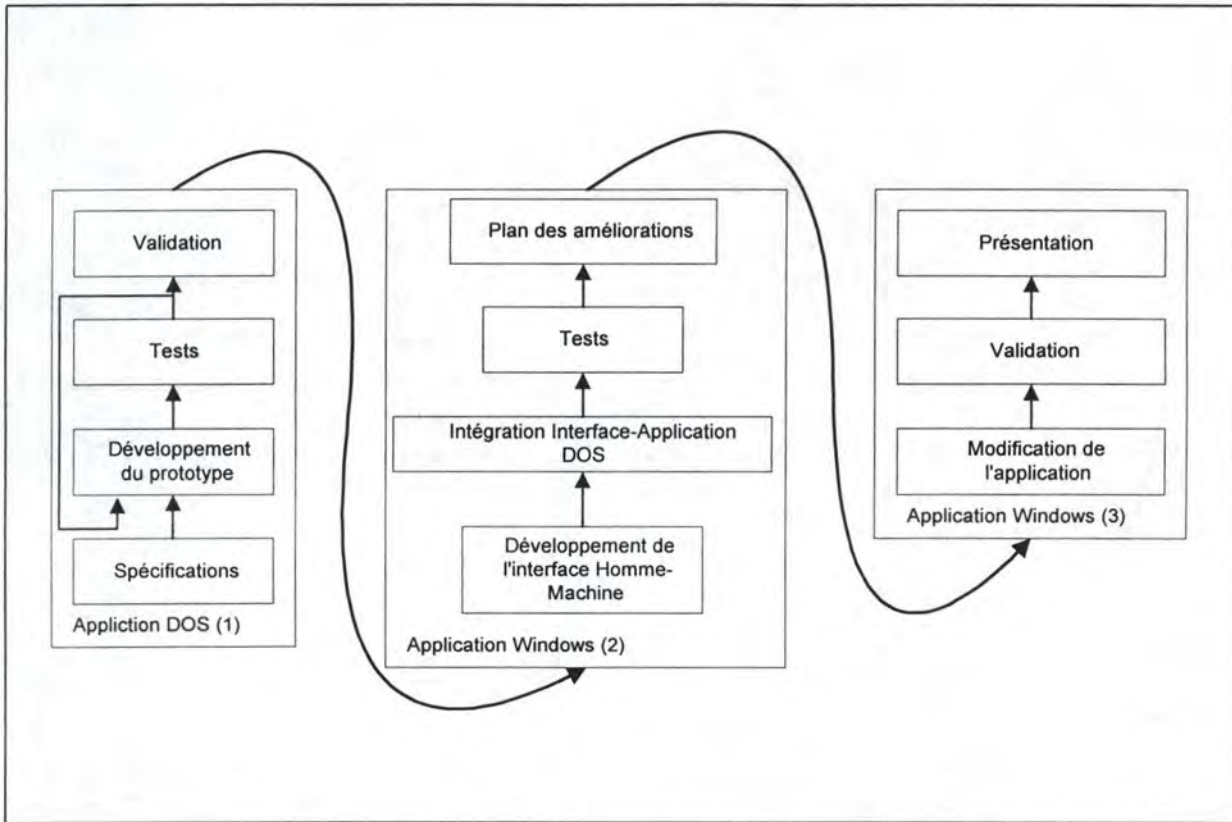 Validation
Tests
Développement
du prototype
Spécifications
Appliction DOS (1)
Plan des améliorations
Tests
Intégration Interface-Application
DOS
Développement de
l'interface Homme-
Machine
Application Windows (2)
Présentation
Validation
Modification de
l'application
Application Windows (3)